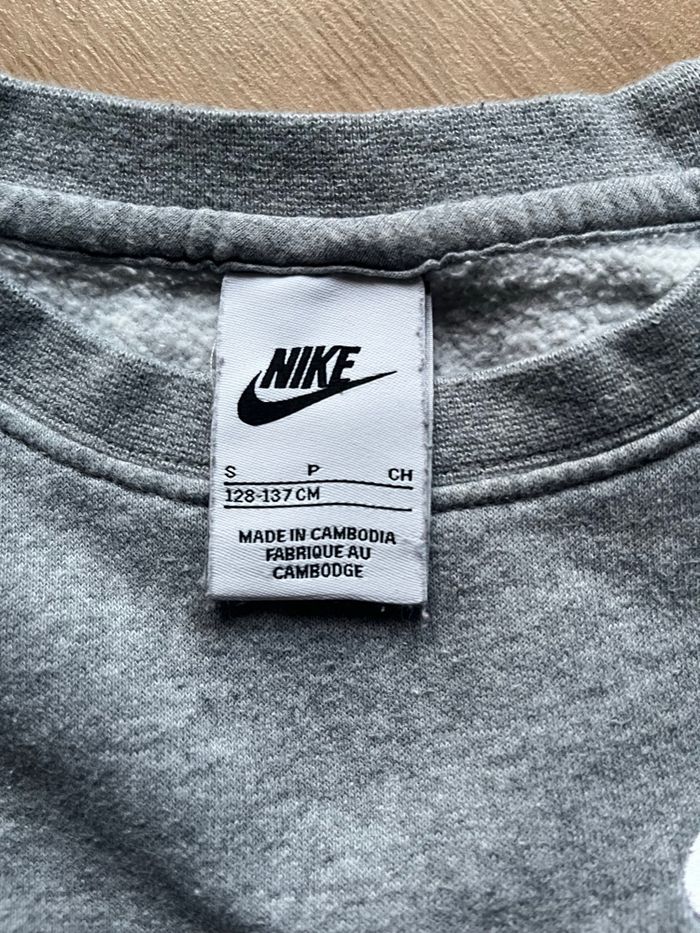 NIKE
S P CH
128-137 CM
MADE IN CAMBODIA
FABRIQUE AU
CAMBODGE